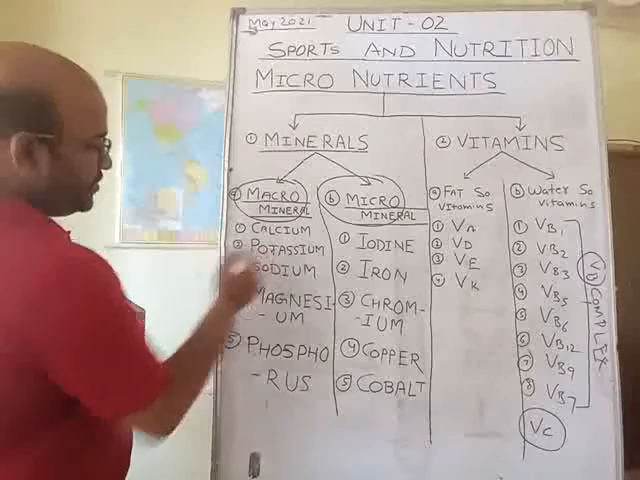 May 2021
UNIT - 02
SPORTS AND NUTRITION
MICRO NUTRIENTS
① MINERALS
② VITAMINS
ⓐ MACRO
MINERAL
① CALCIUM
② POTASSIUM
SODIUM
MAGNESI
- UM
⑤ PHOSPHO
- RUS
ⓑ MICRO
MINERAL
① IODINE
② IRON
③ CHROM-
- IUM
④ COPPER
⑤ COBALT
ⓐ FAT So
Vitamins
① VA
② VD
③ VE
④ VK
ⓑ Water So
vitamins
① VB1
② VB2
③ VB3
④ VB5
⑤ VB6
⑥ VB12
⑦ VB9
⑧ VB7
VC
COMPLEX